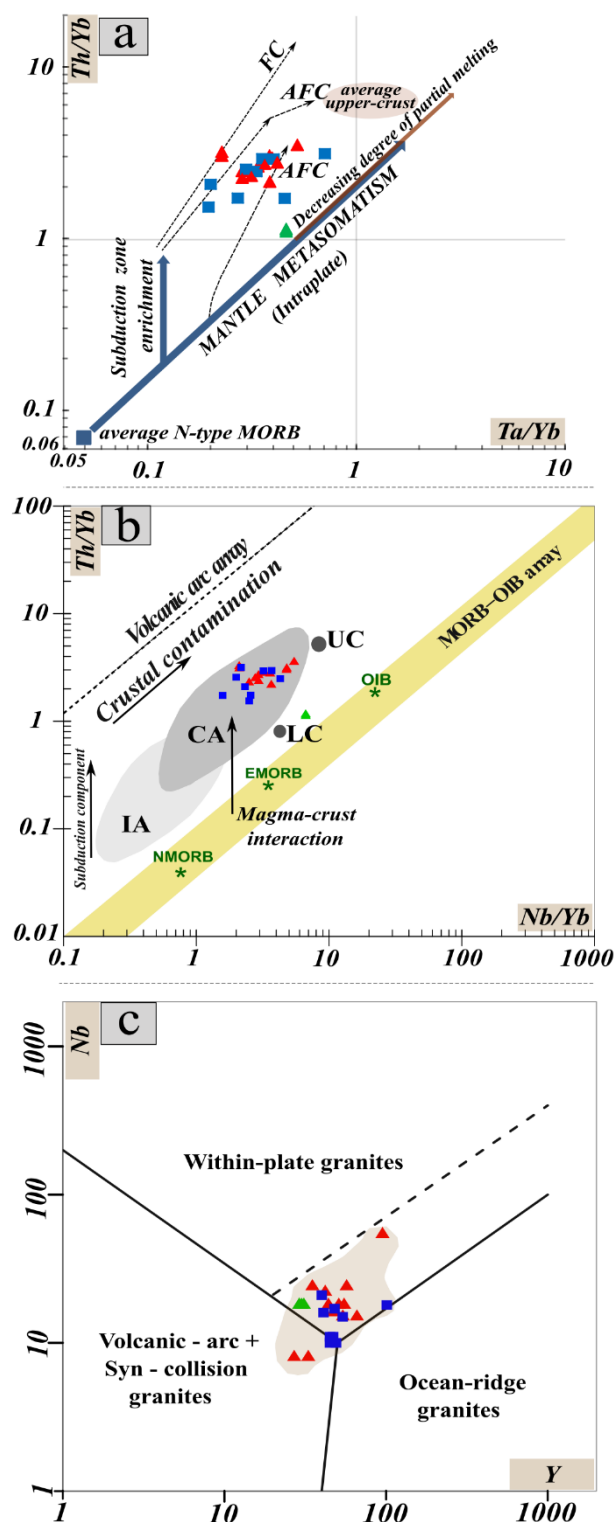 Th/Yb
a
10
1
0.1
0.06
0.05
0.1
1
10
Ta/Yb
FC
AFC
average
upper-crust
AFC
Decreasing degree of partial melting
MANTLE METASOMATISM
(Intraplate)
Subduction zone
enrichment
average N-type MORB
Th/Yb
b
100
10
1
0.1
0.01
0.1
1
10
100
1000
Nb/Yb
Volcanic arc array
Crustal contamination
MORB-OIB array
UC
OIB
CA
LC
EMORB
IA
Magma-crust
interaction
Subduction component
NMORB
*
*
*
Nb
c
1000
100
10
1
1
10
100
1000
Y
Within-plate granites
Volcanic - arc +
Syn - collision
granites
Ocean-ridge
granites